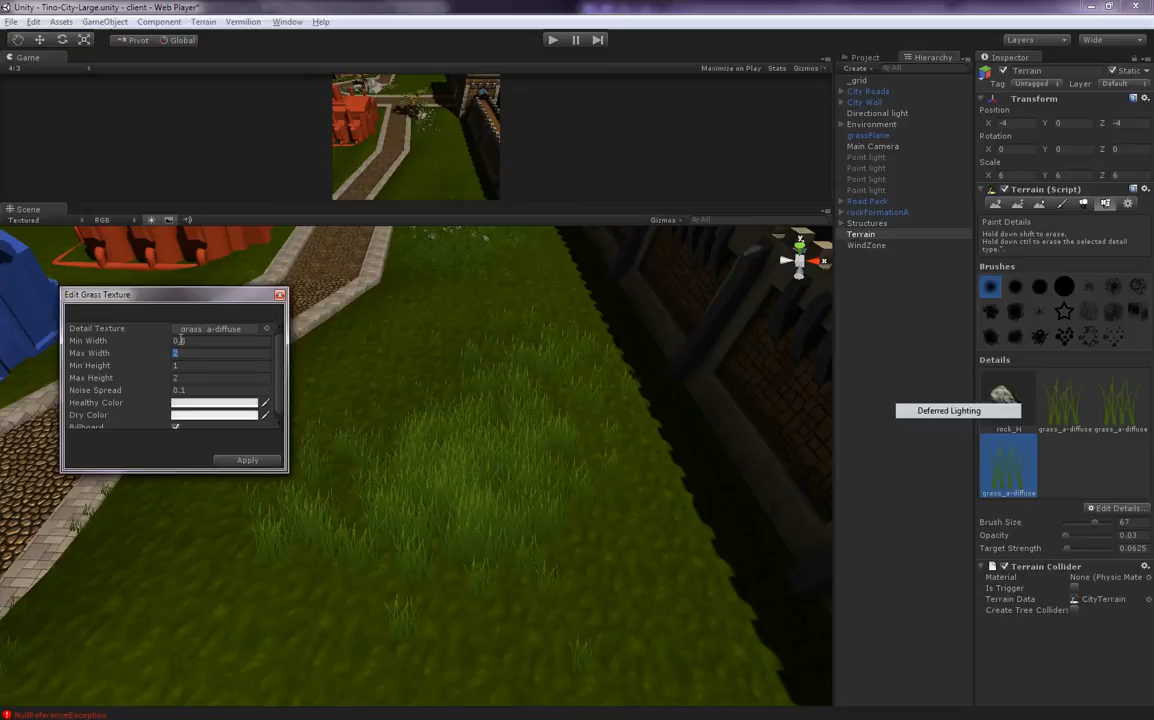 Unity - Tino-City-Large.unity - client - Web Player*
File Edit Assets GameObject Component Terrain Vermilion Window Help
Pivot Global Layers Wide
Game
4:3 Maximize on Play Stats Gizmos
Scene
Textured RGB Gizmos All
Edit Grass Texture
Detail Texture grass_a-diffuse
Min Width
Max Width 2
Min Height 1
Max Height 2
Noise Spread 0.1
Healthy Color
Dry Color
Billboard
Apply
Project Hierarchy
Create All
_grid
City Roads
City Wall
Directional light
Environment
grassPlane
Main Camera
Point light
Point light
Point light
Point light
Road Pack
rockFormationA
Structures
Terrain
WindZone
Deferred Lighting
Inspector
Terrain Static
Tag Untagged Layer Default
Transform
Position
X -4 Y 0 Z -4
Rotation
X 0 Y 0 Z 0
Scale
X 6 Y 6 Z 6
Terrain (Script)
Paint Details
Hold down shift to erase.
Hold down ctrl to erase the selected detail
type.
Brushes
Details
rock_H grass_a-diffuse grass_a-diffuse
grass_a-diffuse
Edit Details...
Brush Size 67
Opacity 0.03
Target Strength 0.0625
Terrain Collider
Material None (Physic Mate
Is Trigger
Terrain Data CityTerrain
Create Tree Colliders
NullReferenceException